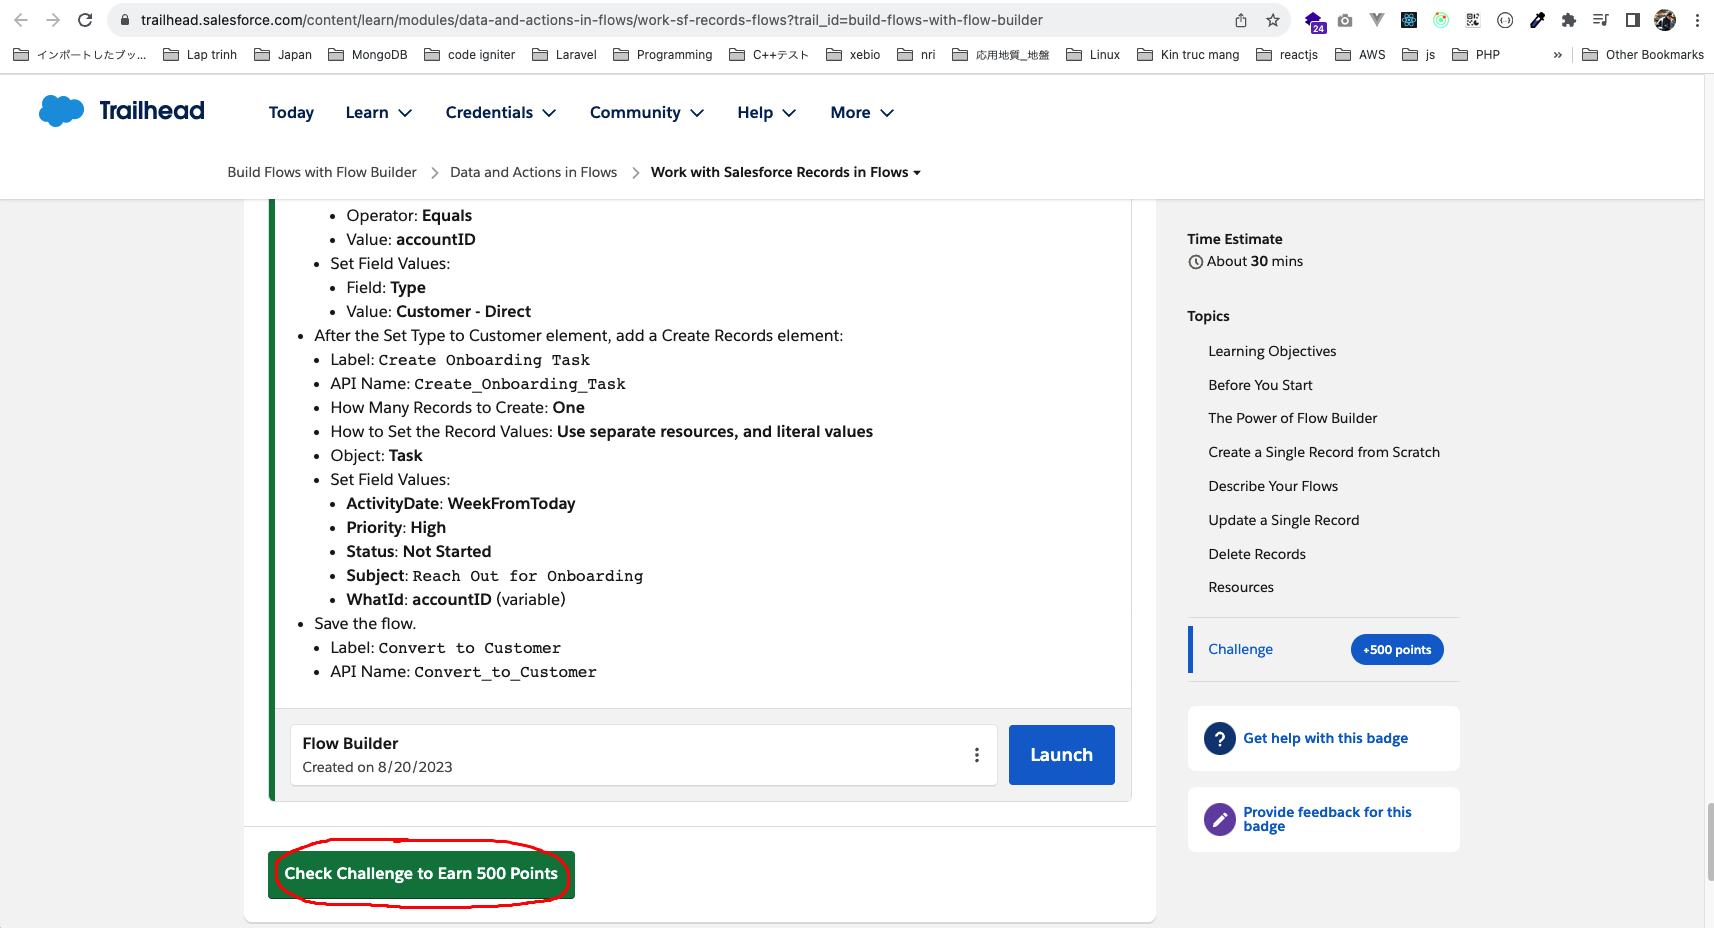 trailhead.salesforce.com/content/learn/modules/data-and-actions-in-flows/work-sf-records-flows?trail_id=build-flows-with-flow-builder
24
インポートしたブッ... Lap trinh Japan MongoDB code igniter Laravel Programming C++テスト xebio nri 応用地質_地盤 Linux Kin truc mang reactjs AWS js PHP » Other Bookmarks
Trailhead Today Learn Credentials Community Help More
Build Flows with Flow Builder > Data and Actions in Flows > Work with Salesforce Records in Flows
• Operator: Equals
• Value: accountID
• Set Field Values:
• Field: Type
• Value: Customer - Direct
• After the Set Type to Customer element, add a Create Records element:
• Label: Create Onboarding Task
• API Name: Create_Onboarding_Task
• How Many Records to Create: One
• How to Set the Record Values: Use separate resources, and literal values
• Object: Task
• Set Field Values:
• ActivityDate: WeekFromToday
• Priority: High
• Status: Not Started
• Subject: Reach Out for Onboarding
• WhatId: accountID (variable)
• Save the flow.
• Label: Convert to Customer
• API Name: Convert_to_Customer
Flow Builder
Created on 8/20/2023
Launch
Check Challenge to Earn 500 Points
Time Estimate
About 30 mins
Topics
Learning Objectives
Before You Start
The Power of Flow Builder
Create a Single Record from Scratch
Describe Your Flows
Update a Single Record
Delete Records
Resources
Challenge +500 points
? Get help with this badge
Provide feedback for this
badge